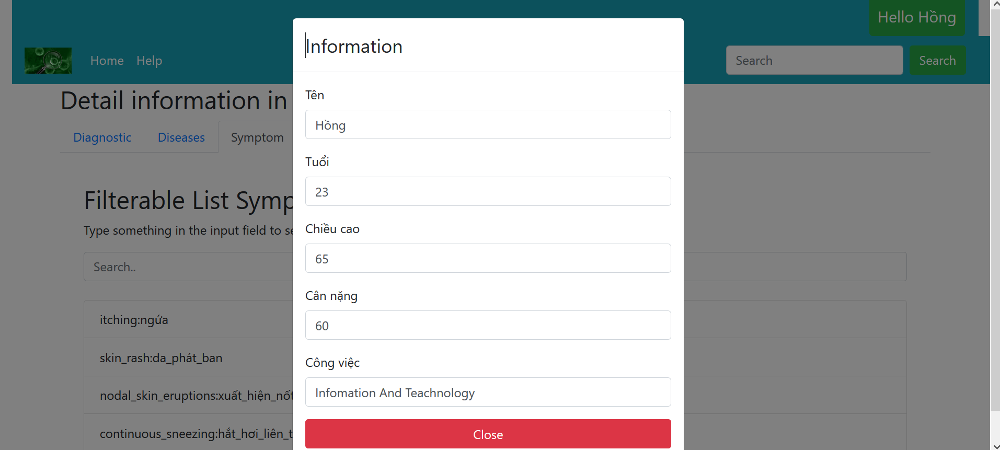 Hello Hồng
Home Help
Search Search
Detail information in
Diagnostic Diseases Symptom
Filterable List Symp
Type something in the input field to se
Search..
itching:ngứa
skin_rash:da_phát_ban
nodal_skin_eruptions:xuất_hiện_nốt
continuous_sneezing:hắt_hơi_liên_t
Information
Tên
Hồng
Tuổi
23
Chiều cao
65
Cân nặng
60
Công việc
Infomation And Teachnology
Close